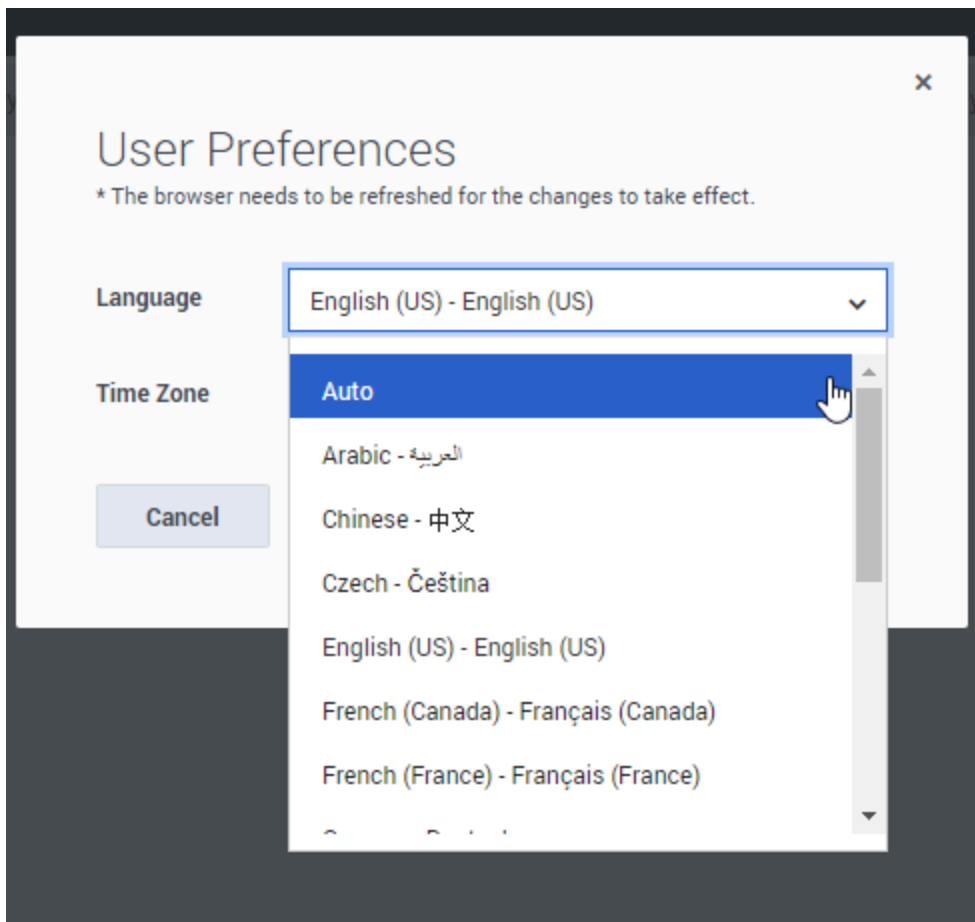 User Preferences
* The browser needs to be refreshed for the changes to take effect.
Language
English (US) - English (US)
Time Zone
Auto
Arabic - العربية
Cancel
Chinese - 中文
Czech - Čeština
English (US) - English (US)
French (Canada) - Français (Canada)
French (France) - Français (France)